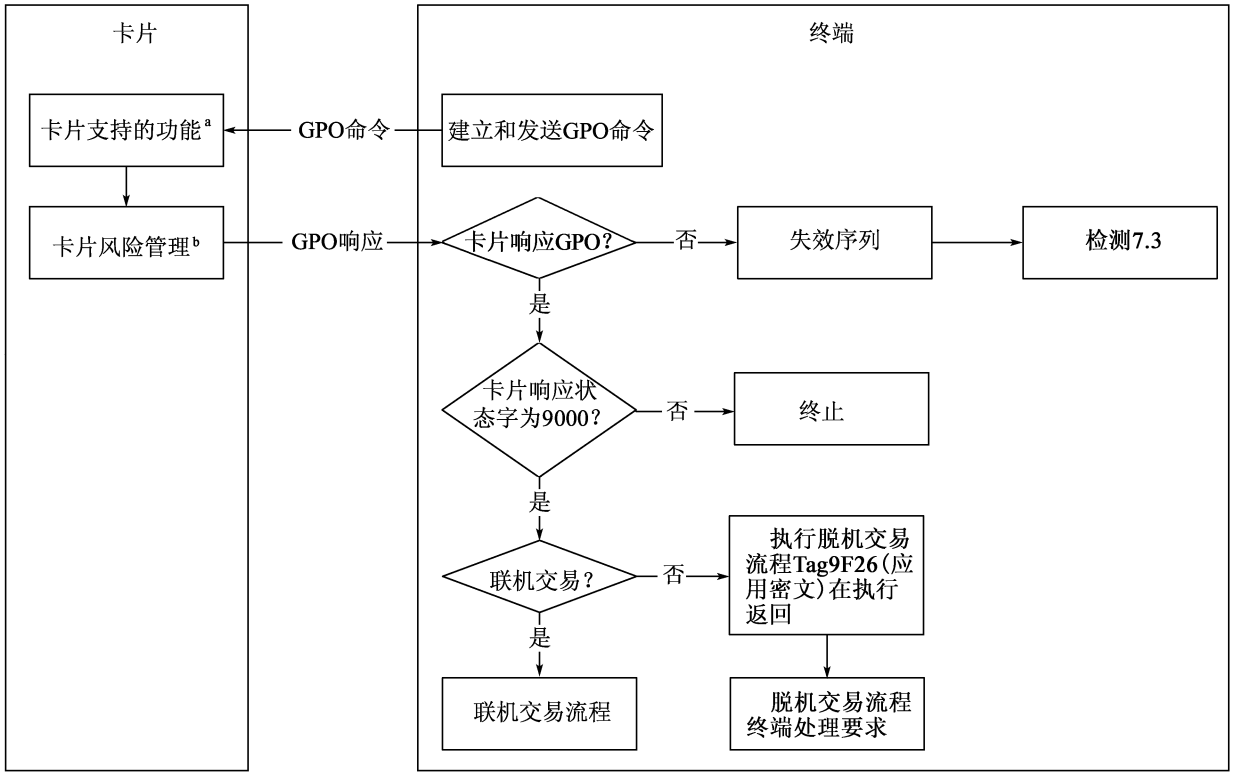 卡片
终端
卡片支持的功能a
GPO命令
建立和发送GPO命令
卡片风险管理b
GPO响应
卡片响应GPO？
否
失效序列
检测7.3
是
卡片响应状
态字为9000？
否
终止
是
联机交易？
否
执行脱机交易
流程Tag9F26(应
用密文)在执行
返回
是
联机交易流程
脱机交易流程
终端处理要求